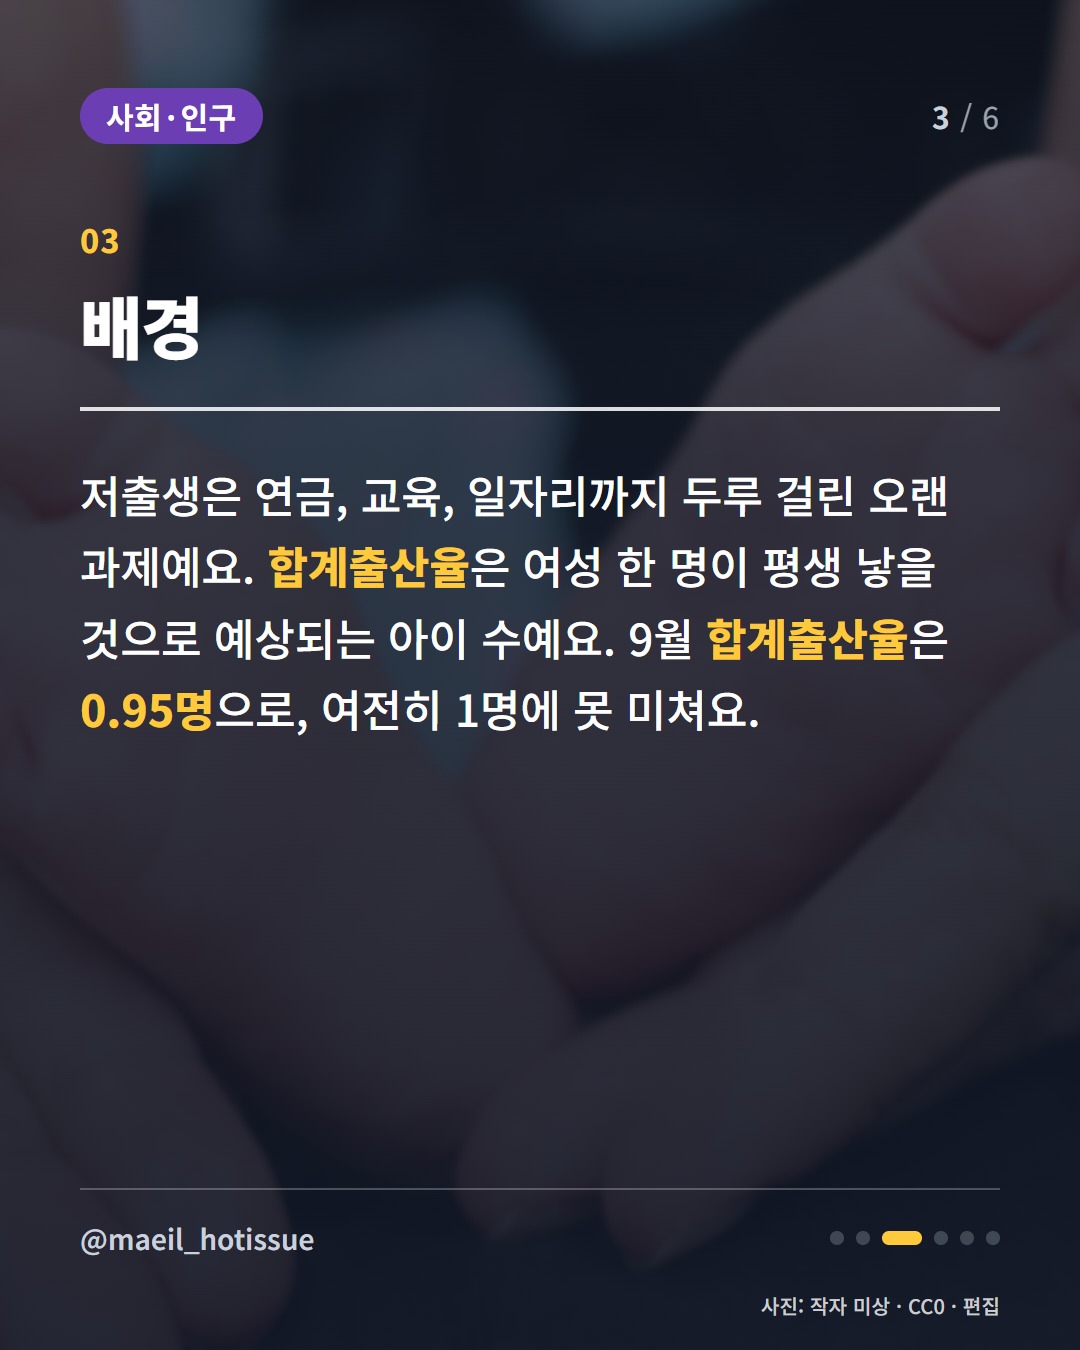 사회·인구
3 / 6
03
배경
저출생은 연금, 교육, 일자리까지 두루 걸린 오랜
과제예요. 합계출산율은 여성 한 명이 평생 낳을
것으로 예상되는 아이 수예요. 9월 합계출산율은
0.95명으로, 여전히 1명에 못 미쳐요.
@maeil_hotissue
사진: 작자 미상 · CC0 · 편집